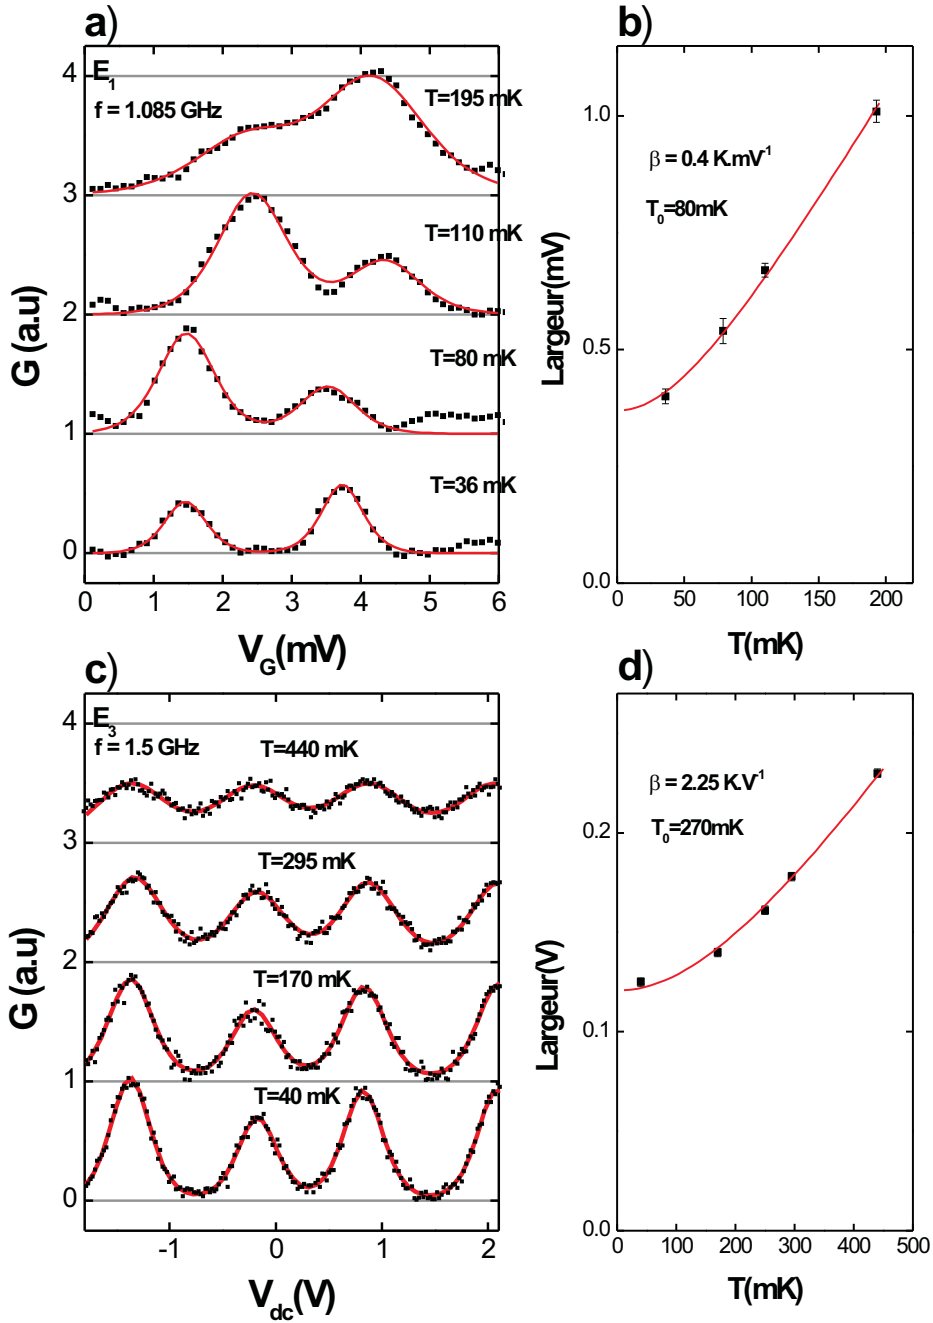 a)
E1
f = 1.085 GHz
T=195 mK
T=110 mK
T=80 mK
T=36 mK
G (a.u)
4
3
2
1
0
0 1 2 3 4 5 6
VG(mV)
b)
β = 0.4 K.mV-1
T0=80mK
Largeur(mV)
1.0
0.5
0.0
50 100 150 200
T(mK)
c)
E3
f = 1.5 GHz
T=440 mK
T=295 mK
T=170 mK
T=40 mK
G (a.u)
4
3
2
1
0
-1 0 1 2
Vdc(V)
d)
β = 2.25 K.V-1
T0=270mK
Largeur(V)
0.2
0.1
0.0
0 100 200 300 400 500
T(mK)